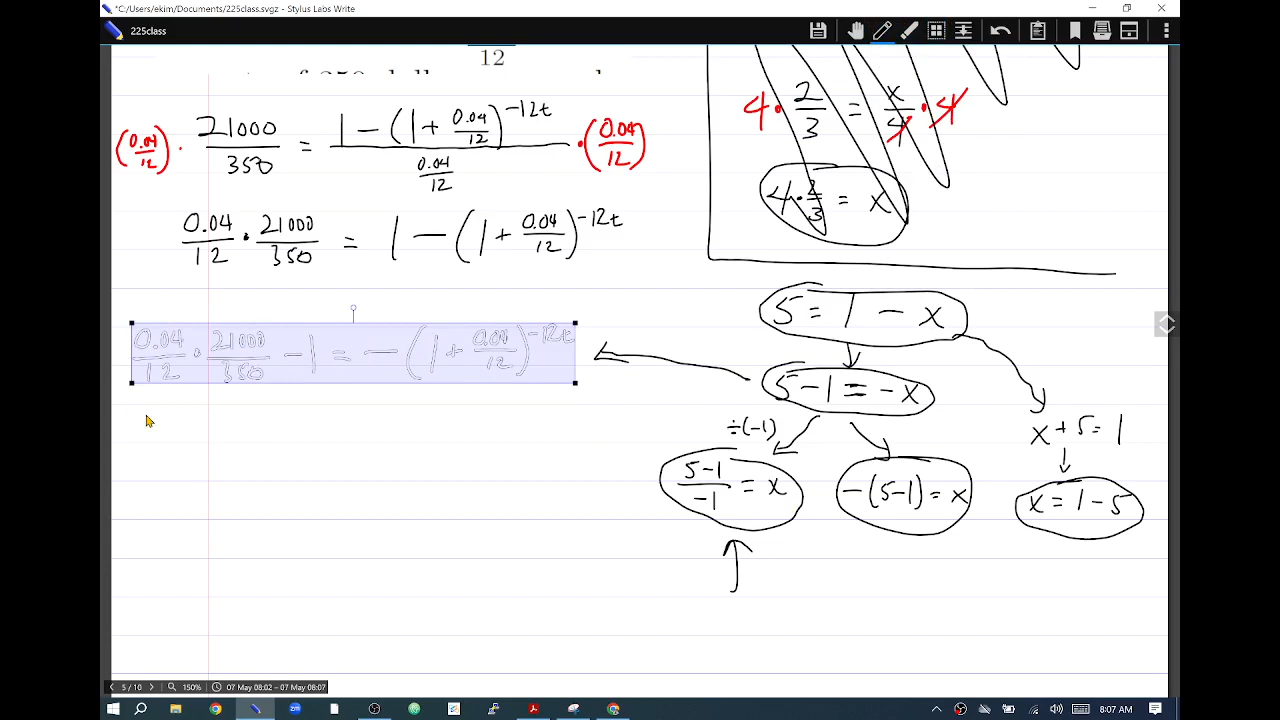 *C:/Users/ekim/Documents/225class.svgz - Stylus Labs Write
225class
12
(0.04/12) · 21000/350 = (1 - (1 + 0.04/12)^(-12t))/(0.04/12) · (0.04/12)
0.04/12 · 21000/350 = 1 - (1 + 0.04/12)^(-12t)
0.04/12 · 21000/350 - 1 = - (1 + 0.04/12)^(-12t)
4 · 2/3 = x/4 · 4
4 · 2/3 = x
5 = 1 - x
5 - 1 = - x
÷(-1)
(5-1)/-1 = x
-(5-1) = x
x + 5 = 1
x = 1 - 5
5 / 10
150%
07 May 08:02 – 07 May 08:07
8:07 AM